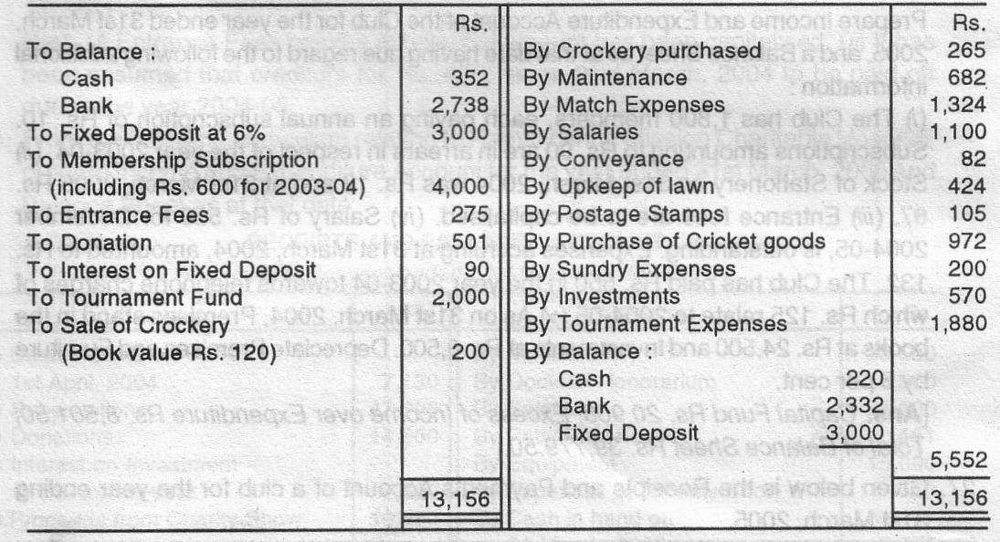 Rs. Rs.
To Balance : By Crockery purchased 265
Cash 352 By Maintenance 682
Bank 2,738 By Match Expenses 1,324
To Fixed Deposit at 6% 3,000 By Salaries 1,100
To Membership Subscription By Conveyance 82
(including Rs. 600 for 2003-04) 4,000 By Upkeep of lawn 424
To Entrance Fees 275 By Postage Stamps 105
To Donation 501 By Purchase of Cricket goods 972
To Interest on Fixed Deposit 90 By Sundry Expenses 200
To Tournament Fund 2,000 By Investments 570
To Sale of Crockery By Tournament Expenses 1,880
(Book value Rs. 120) 200 By Balance :
Cash 220
Bank 2,332
Fixed Deposit 3,000
5,552
13,156 13,156